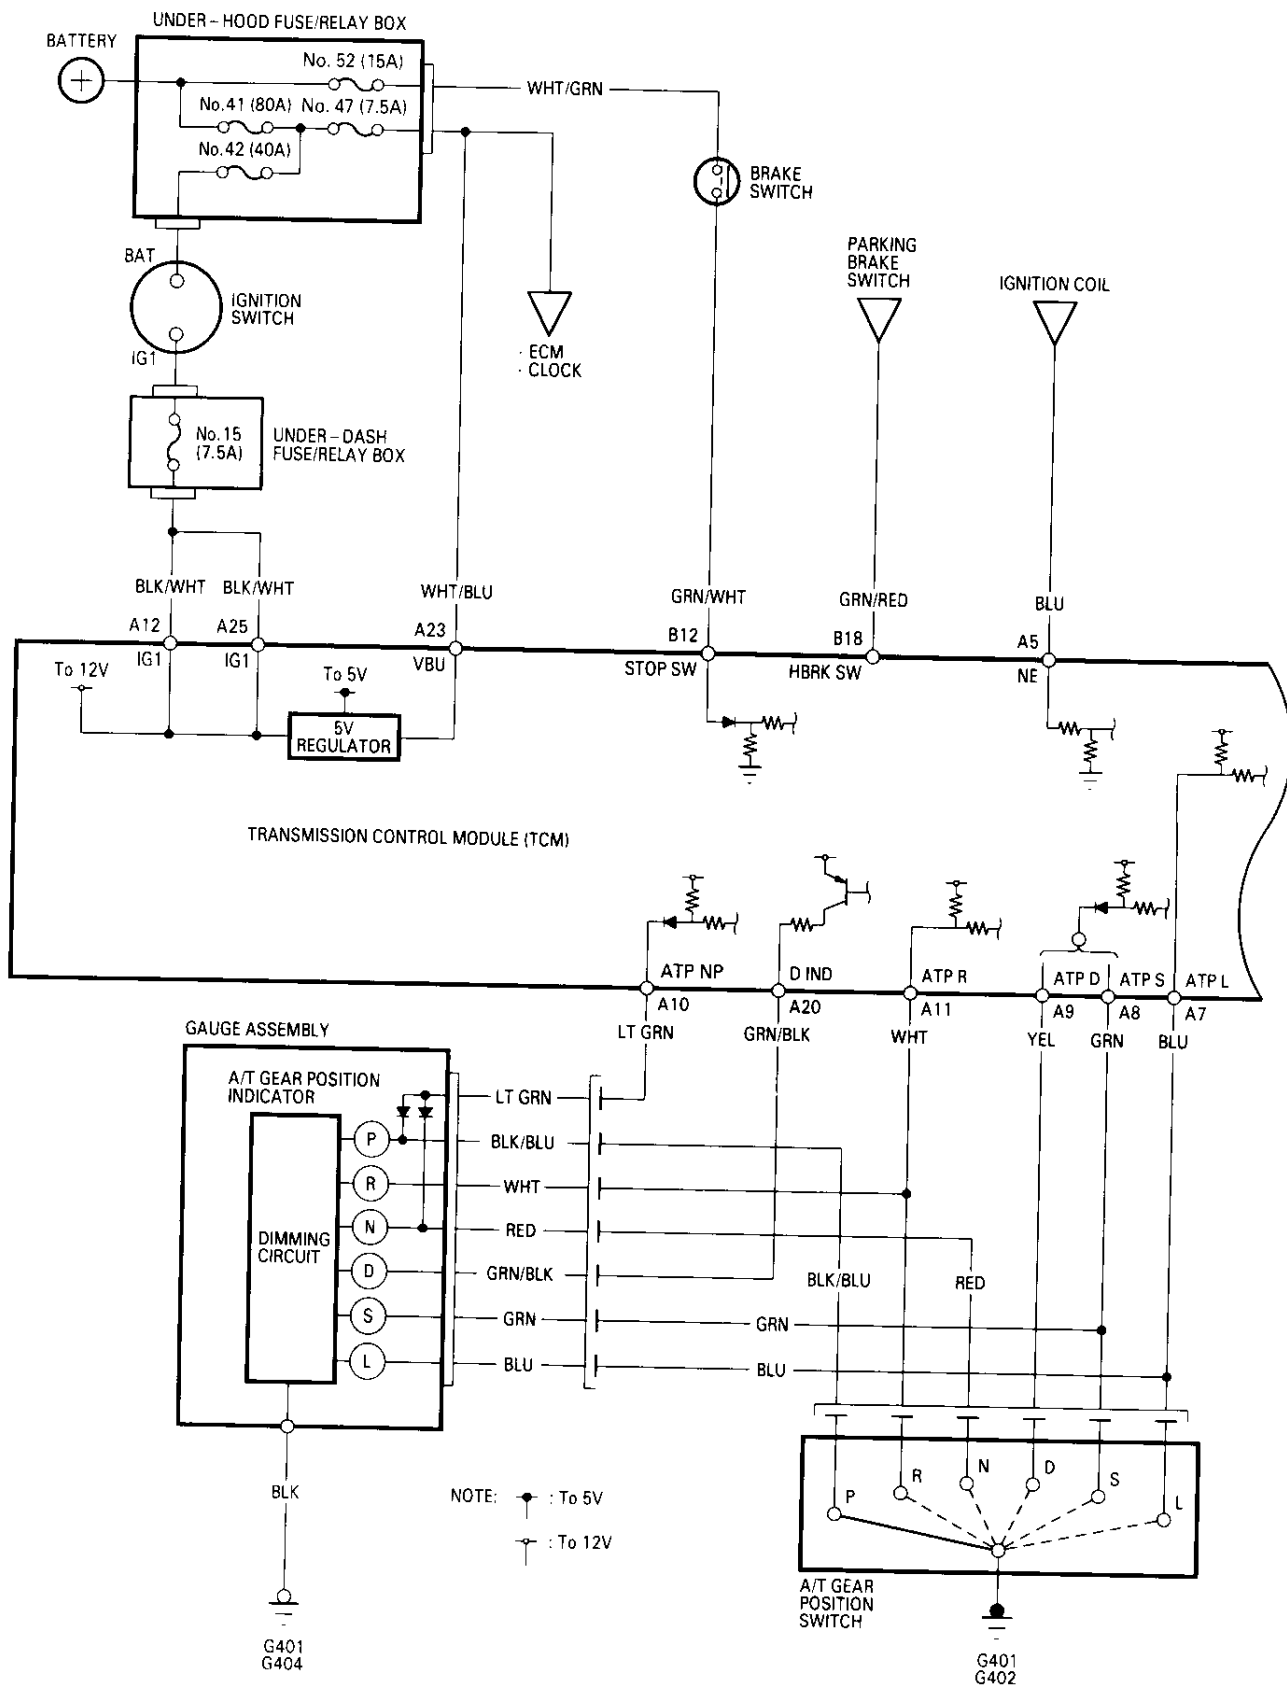 UNDER-HOOD FUSE/RELAY BOX
BATTERY
No. 52 (15A)
No.41 (80A)
No. 47 (7.5A)
No.42 (40A)
WHT/GRN
BRAKE
SWITCH
BAT
IGNITION
SWITCH
IG1
PARKING
BRAKE
SWITCH
IGNITION COIL
· ECM
· CLOCK
No.15
(7.5A)
UNDER-DASH
FUSE/RELAY BOX
BLK/WHT
BLK/WHT
WHT/BLU
GRN/WHT
GRN/RED
BLU
A12
A25
A23
B12
B18
A5
IG1
IG1
VBU
STOP SW
HBRK SW
NE
To 12V
To 5V
5V
REGULATOR
TRANSMISSION CONTROL MODULE (TCM)
ATP NP
D IND
ATP R
ATP D
ATP S
ATP L
A10
A20
A11
A9
A8
A7
LT GRN
GRN/BLK
WHT
YEL
GRN
BLU
GAUGE ASSEMBLY
A/T GEAR POSITION
INDICATOR
LT GRN
P
BLK/BLU
R
WHT
N
RED
DIMMING
CIRCUIT
D
GRN/BLK
BLK/BLU
RED
S
GRN
GRN
L
BLU
BLU
BLK
NOTE:
: To 5V
: To 12V
P
R
N
D
S
L
A/T GEAR
POSITION
SWITCH
G401
G404
G401
G402